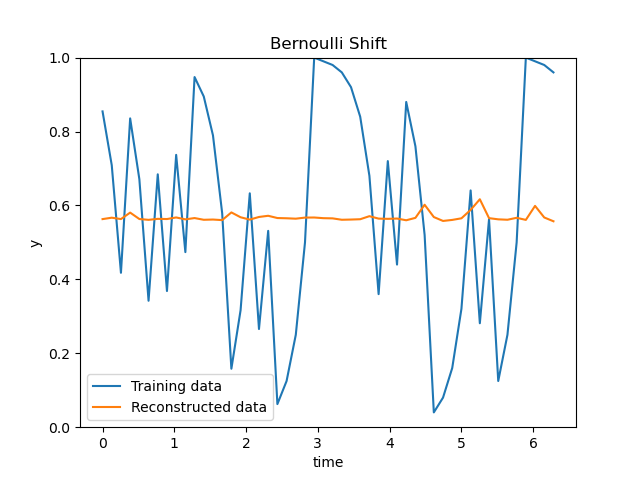 Bernoulli Shift
1.0
0.8
0.6
0.4
0.2
0.0
y
Training data
Reconstructed data
0 1 2 3 4 5 6
time